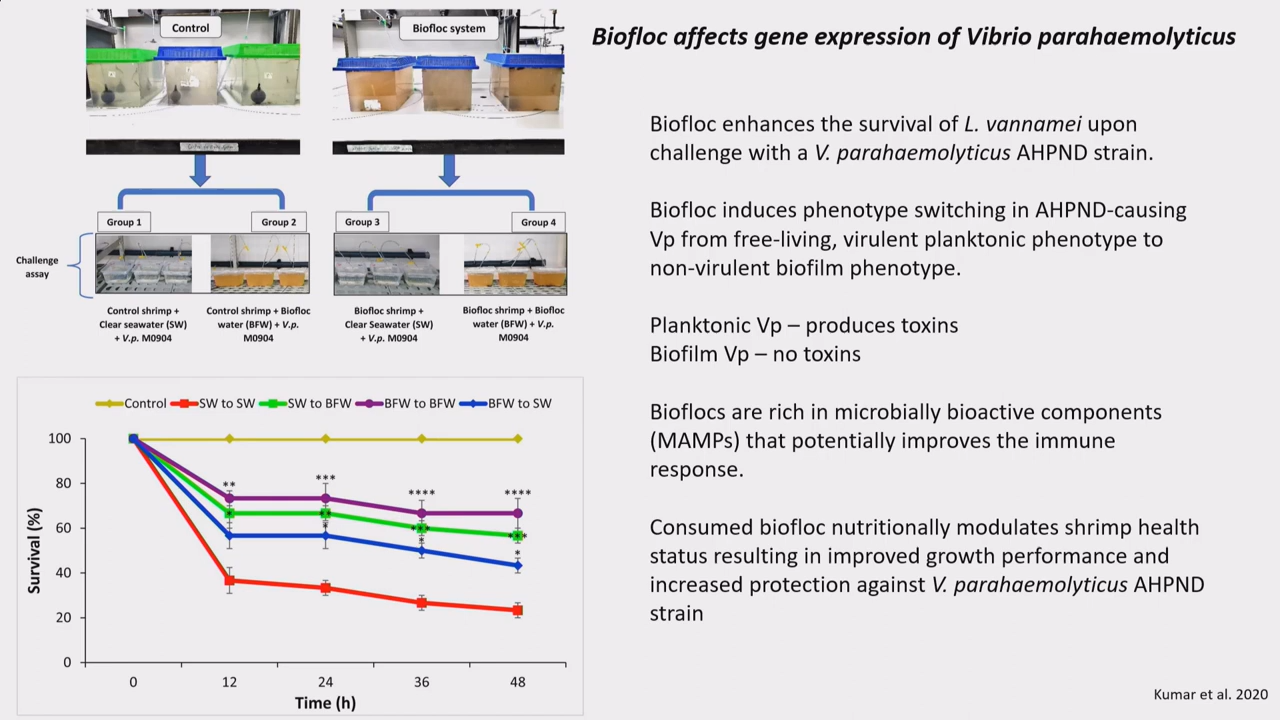 Biofloc affects gene expression of Vibrio parahaemolyticus
Control
Biofloc system
Group 1
Group 2
Group 3
Group 4
Challenge
assay
Control shrimp +
Clear seawater (SW)
+ V.p. M0904
Control shrimp + Biofloc
water (BFW) + V.p.
M0904
Biofloc shrimp +
Clear Seawater (SW)
+ V.p. M0904
Biofloc shrimp + Biofloc
water (BFW) + V.p.
M0904
Control SW to SW SW to BFW BFW to BFW BFW to SW
100
80
60
40
20
0
Survival (%)
** *** **** ****
0 12 24 36 48
Time (h)
Biofloc enhances the survival of L. vannamei upon
challenge with a V. parahaemolyticus AHPND strain.
Biofloc induces phenotype switching in AHPND-causing
Vp from free-living, virulent planktonic phenotype to
non-virulent biofilm phenotype.
Planktonic Vp – produces toxins
Biofilm Vp – no toxins
Bioflocs are rich in microbially bioactive components
(MAMPs) that potentially improves the immune
response.
Consumed biofloc nutritionally modulates shrimp health
status resulting in improved growth performance and
increased protection against V. parahaemolyticus AHPND
strain
Kumar et al. 2020